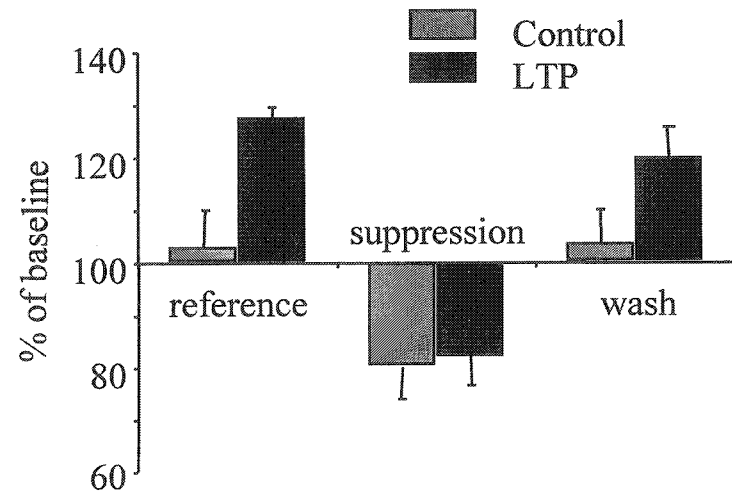 Control
LTP
% of baseline
140
120
100
80
60
suppression
reference
wash